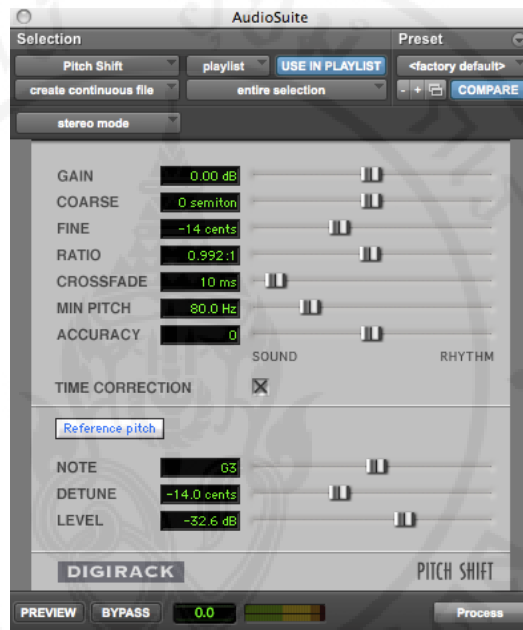 AudioSuite
Selection Preset
Pitch Shift playlist USE IN PLAYLIST <factory default>
create continuous file entire selection - + COMPARE
stereo mode
GAIN 0.00 dB
COARSE 0 semiton
FINE -14 cents
RATIO 0.992:1
CROSSFADE 10 ms
MIN PITCH 80.0 Hz
ACCURACY 0
SOUND RHYTHM
TIME CORRECTION
Reference pitch
NOTE G3
DETUNE -14.0 cents
LEVEL -32.6 dB
DIGIRACK PITCH SHIFT
PREVIEW BYPASS 0.0 Process